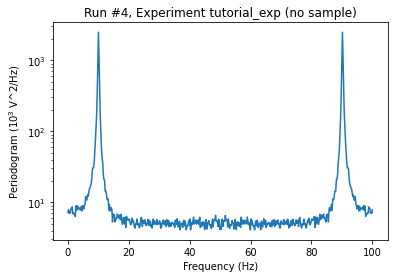 Run #4, Experiment tutorial_exp (no sample)
Periodogram (10³ V^2/Hz)
10³
10²
10¹
0 20 40 60 80 100
Frequency (Hz)